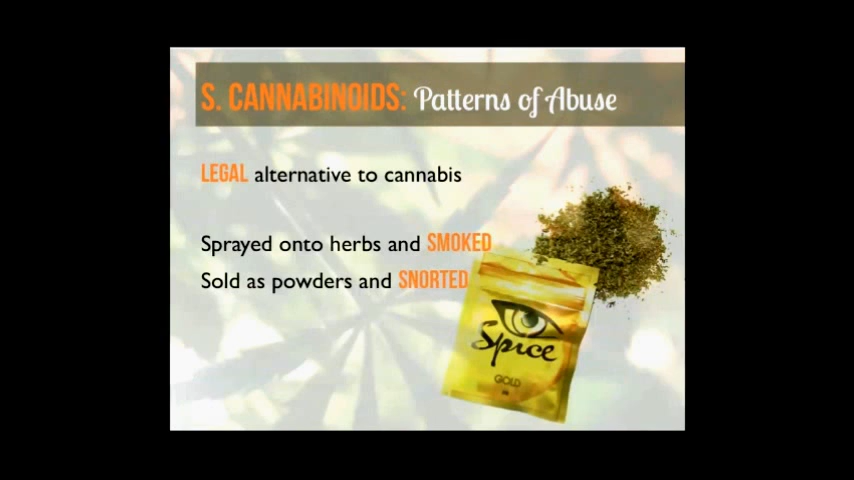 S. CANNABINOIDS: Patterns of Abuse
LEGAL alternative to cannabis
Sprayed onto herbs and SMOKED
Sold as powders and SNORTED
Spice
GOLD